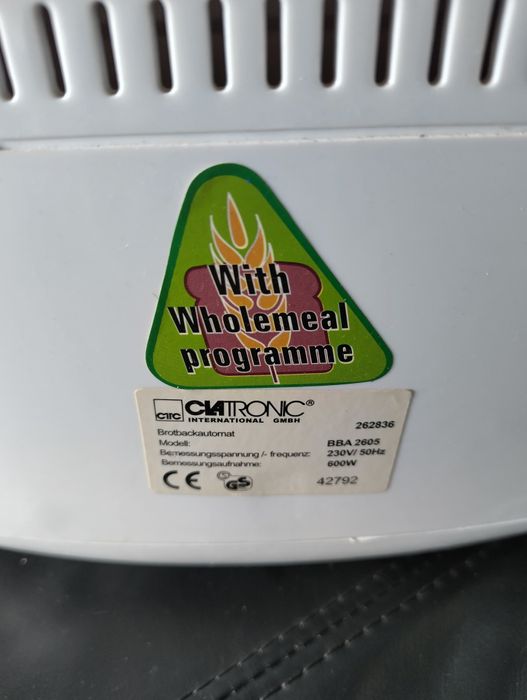 With
Wholemeal
programme
CTC CLATRONIC®
INTERNATIONAL GMBH
262836
Brotbackautomat
Modell: BBA 2605
Bemessungsspannung /- frequenz: 230V/ 50Hz
Bemessungsaufnahme: 600W
CE GS 42792